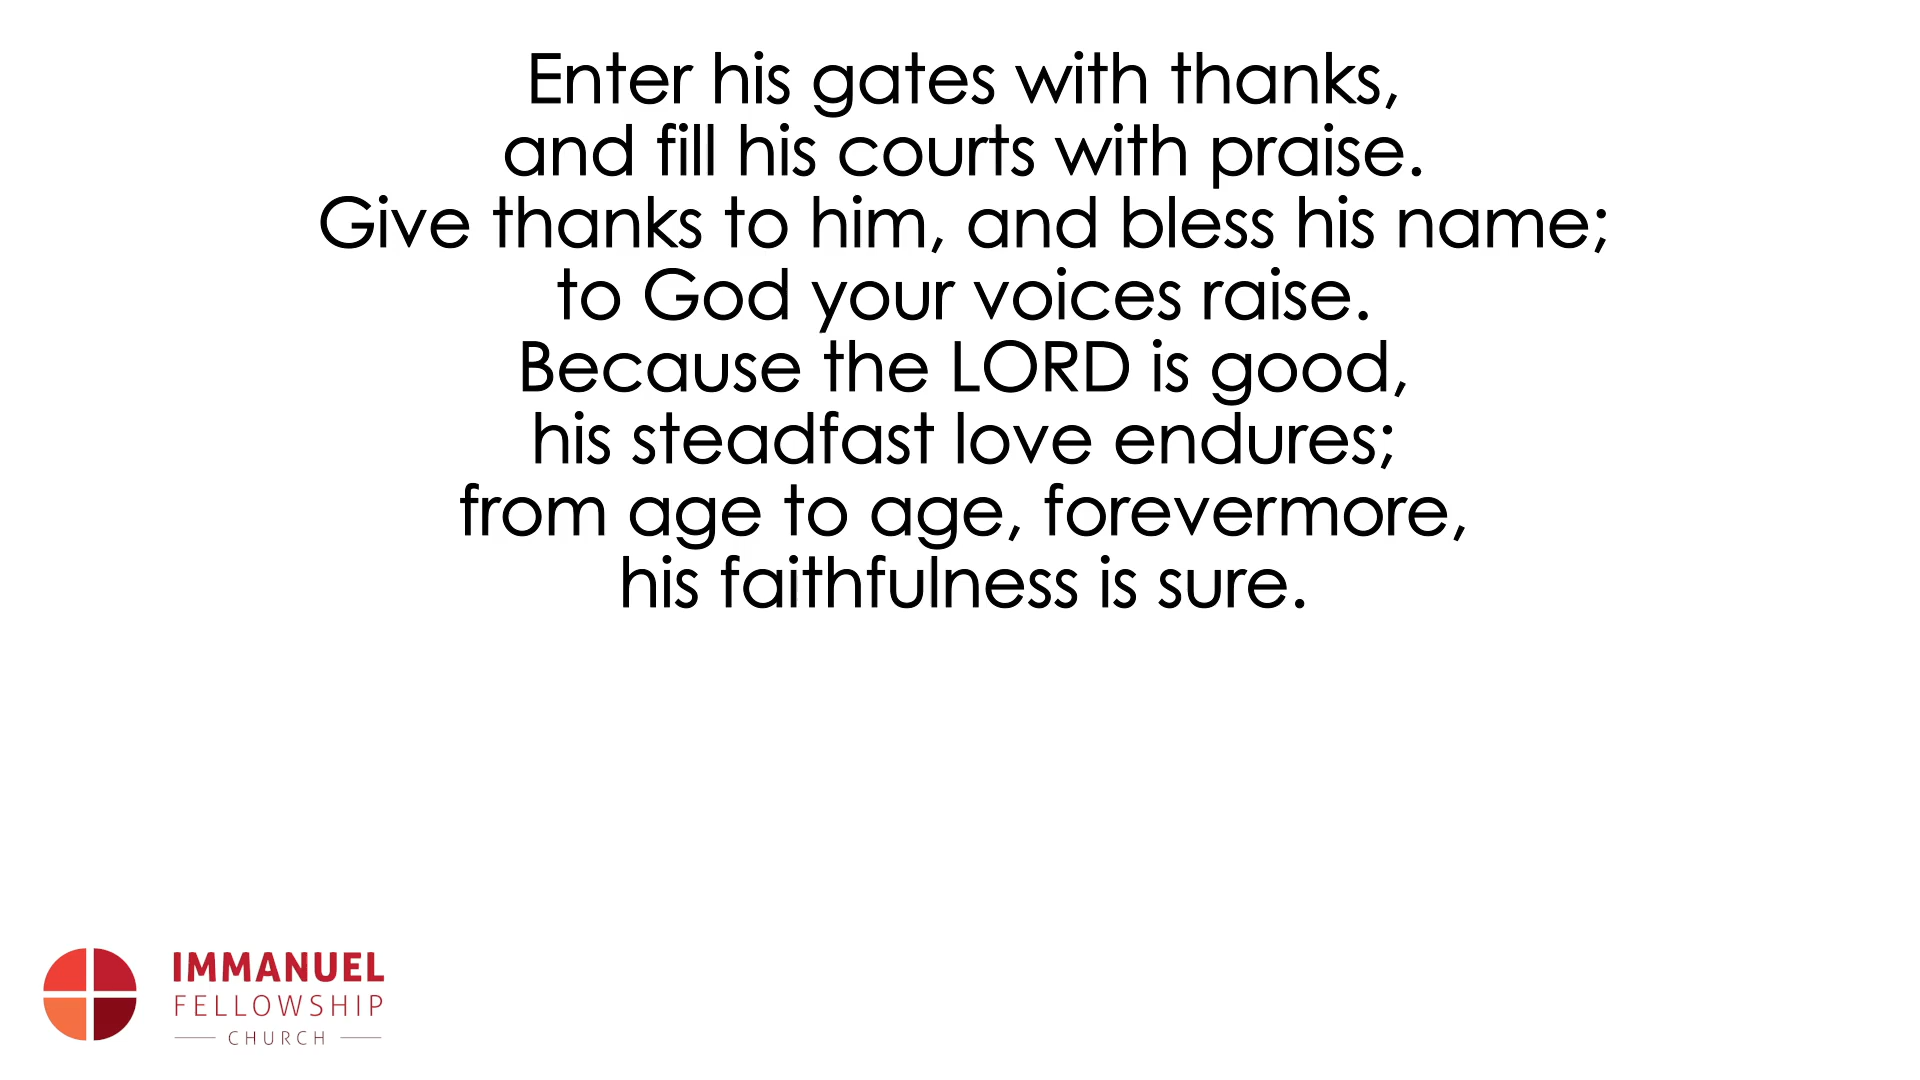 Enter his gates with thanks,
and fill his courts with praise.
Give thanks to him, and bless his name;
to God your voices raise.
Because the LORD is good,
his steadfast love endures;
from age to age, forevermore,
his faithfulness is sure.
IMMANUEL
FELLOWSHIP
CHURCH